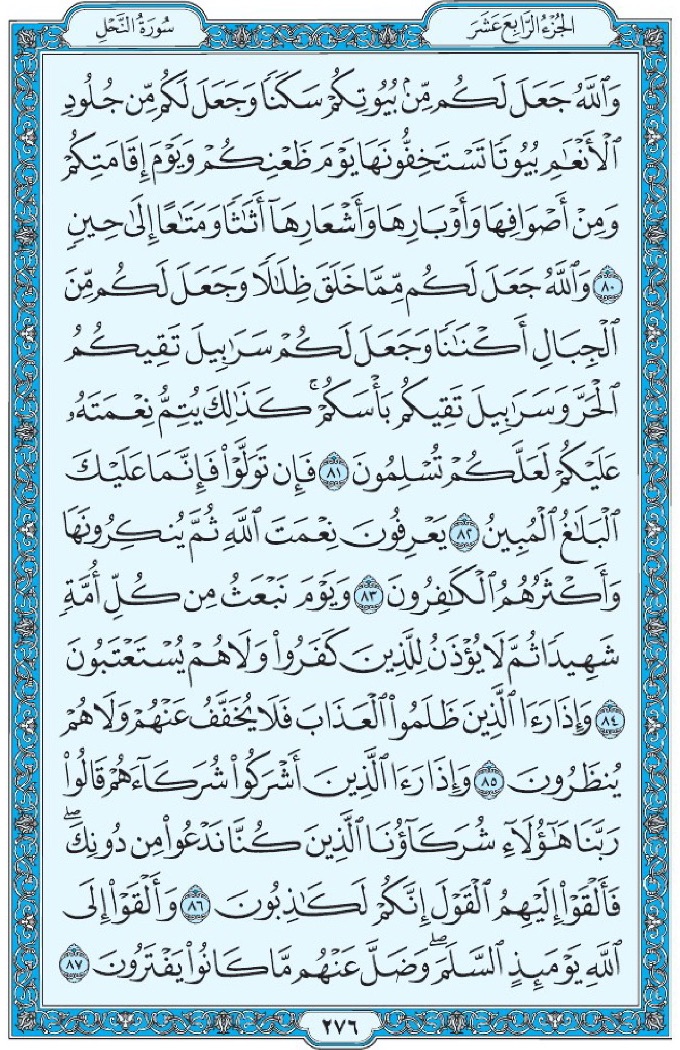 الجُزْءُ الرَّابِعَ عَشَرَ
سُورَةُ النَّحْلِ
وَٱللَّهُ جَعَلَ لَكُم مِّنۢ بُيُوتِكُمْ سَكَنًا وَجَعَلَ لَكُم مِّن جُلُودِ
ٱلْأَنْعَٰمِ بُيُوتًا تَسْتَخِفُّونَهَا يَوْمَ ظَعْنِكُمْ وَيَوْمَ إِقَامَتِكُمْ
وَمِنْ أَصْوَافِهَا وَأَوْبَارِهَا وَأَشْعَارِهَآ أَثَٰثًا وَمَتَٰعًا إِلَىٰ حِينٍ
٨٠ وَٱللَّهُ جَعَلَ لَكُم مِّمَّا خَلَقَ ظِلَٰلًا وَجَعَلَ لَكُم مِّنَ
ٱلْجِبَالِ أَكْنَٰنًا وَجَعَلَ لَكُمْ سَرَٰبِيلَ تَقِيكُمُ
ٱلْحَرَّ وَسَرَٰبِيلَ تَقِيكُم بَأْسَكُمْ ۚ كَذَٰلِكَ يُتِمُّ نِعْمَتَهُۥ
عَلَيْكُمْ لَعَلَّكُمْ تُسْلِمُونَ ٨١ فَإِن تَوَلَّوْا۟ فَإِنَّمَا عَلَيْكَ
ٱلْبَلَٰغُ ٱلْمُبِينُ ٨٢ يَعْرِفُونَ نِعْمَتَ ٱللَّهِ ثُمَّ يُنكِرُونَهَا
وَأَكْثَرُهُمُ ٱلْكَٰفِرُونَ ٨٣ وَيَوْمَ نَبْعَثُ مِن كُلِّ أُمَّةٍ
شَهِيدًا ثُمَّ لَا يُؤْذَنُ لِلَّذِينَ كَفَرُوا۟ وَلَا هُمْ يُسْتَعْتَبُونَ
٨٤ وَإِذَا رَءَا ٱلَّذِينَ ظَلَمُوا۟ ٱلْعَذَابَ فَلَا يُخَفَّفُ عَنْهُمْ وَلَا هُمْ
يُنظَرُونَ ٨٥ وَإِذَا رَءَا ٱلَّذِينَ أَشْرَكُوا۟ شُرَكَآءَهُمْ قَالُوا۟
رَبَّنَا هَٰٓؤُلَآءِ شُرَكَآؤُنَا ٱلَّذِينَ كُنَّا نَدْعُوا۟ مِن دُونِكَ ۖ
فَأَلْقَوْا۟ إِلَيْهِمُ ٱلْقَوْلَ إِنَّكُمْ لَكَٰذِبُونَ ٨٦ وَأَلْقَوْا۟ إِلَى
ٱللَّهِ يَوْمَئِذٍ ٱلسَّلَمَ ۖ وَضَلَّ عَنْهُم مَّا كَانُوا۟ يَفْتَرُونَ ٨٧
٢٧٦